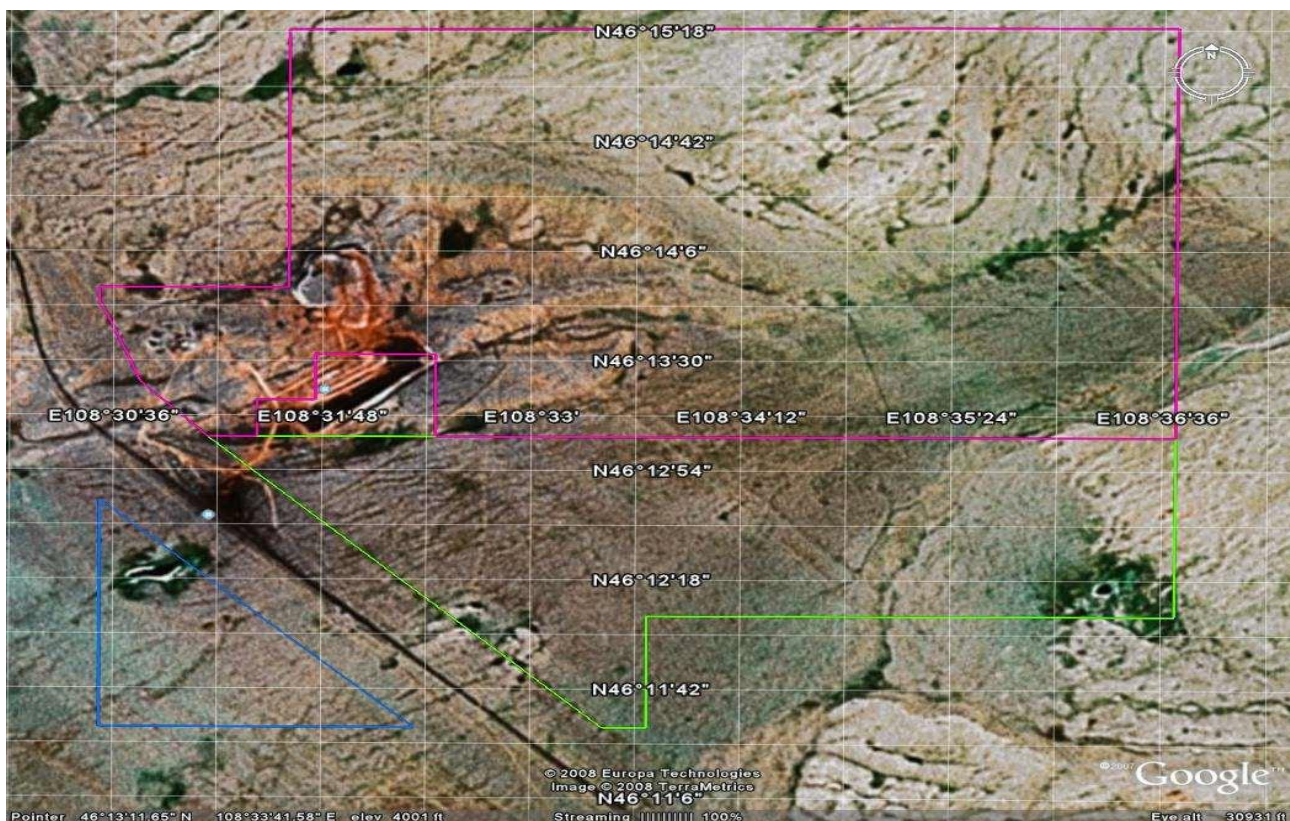 N46°15'18"
N
N46°14'42"
N46°14'6"
N46°13'30"
E108°30'36" E108°31'48" E108°33' E108°34'12" E108°35'24" E108°36'36"
N46°12'54"
N46°12'18"
N46°11'42"
© 2008 Europa Technologies
Image © 2008 TerraMetrics
©2007 Google™
N46°11'6"
Pointer 46°13'11.65" N 108°33'41.58" E elev 4001 ft Streaming |||||||||| 100% Eye alt 30931 ft